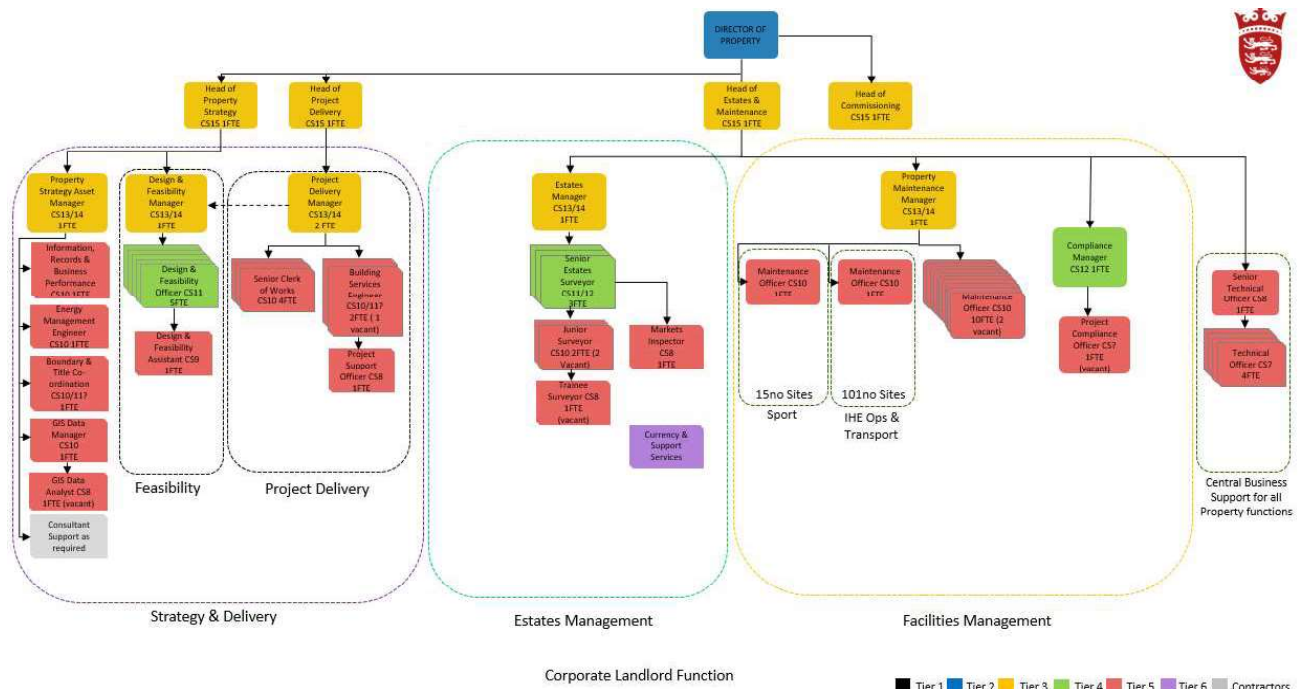 DIRECTOR OF
PROPERTY
Head of
Property
Strategy
CS15 1FTE
Head of
Project
Delivery
CS15 1FTE
Head of
Estates &
Maintenance
CS15 1FTE
Head of
Commissioning
CS15 1FTE
Property
Strategy Asset
Manager
CS13/14
1FTE
Design &
Feasibility
Manager
CS13/14
1FTE
Project
Delivery
Manager
CS13/14
2 FTE
Estates
Manager
CS13/14
1FTE
Property
Maintenance
Manager
CS13/14
1FTE
Compliance
Manager
CS12 1FTE
Information,
Records &
Business
Performance
CS10 1FTE
Energy
Management
Engineer
CS10 1FTE
Boundary &
Title Co-
ordination
CS10/11?
1FTE
GIS Data
Manager
CS10
1FTE
GIS Data
Analyst CS8
1FTE (vacant)
Consultant
Support as
required
Design &
Feasibility
Officer CS11
5FTE
Design &
Feasibility
Assistant CS9
1FTE
Feasibility
Senior Clerk
of Works
CS10 4FTE
Building
Services
Engineer
CS10/11?
2FTE ( 1
vacant)
Project
Support
Officer CS8
1FTE
Project Delivery
Senior
Estates
Surveyor
CS11/12
3FTE
Junior
Surveyor
CS10 2FTE (2
Vacant)
Trainee
Surveyor CS8
1FTE
(vacant)
Markets
Inspector
CS8
1FTE
Currency &
Support
Services
Maintenance
Officer CS10
1FTE
15no Sites
Sport
Maintenance
Officer CS10
1FTE
101no Sites
IHE Ops &
Transport
Maintenance
Officer CS10
10FTE (2
vacant)
Project
Compliance
Officer CS7
1FTE
(vacant)
Senior
Technical
Officer CS8
1FTE
Technical
Officer CS7
4FTE
Central Business
Support for all
Property functions
Strategy & Delivery
Estates Management
Facilities Management
Corporate Landlord Function
Tier 1 Tier 2 Tier 3 Tier 4 Tier 5 Tier 6 Contractors